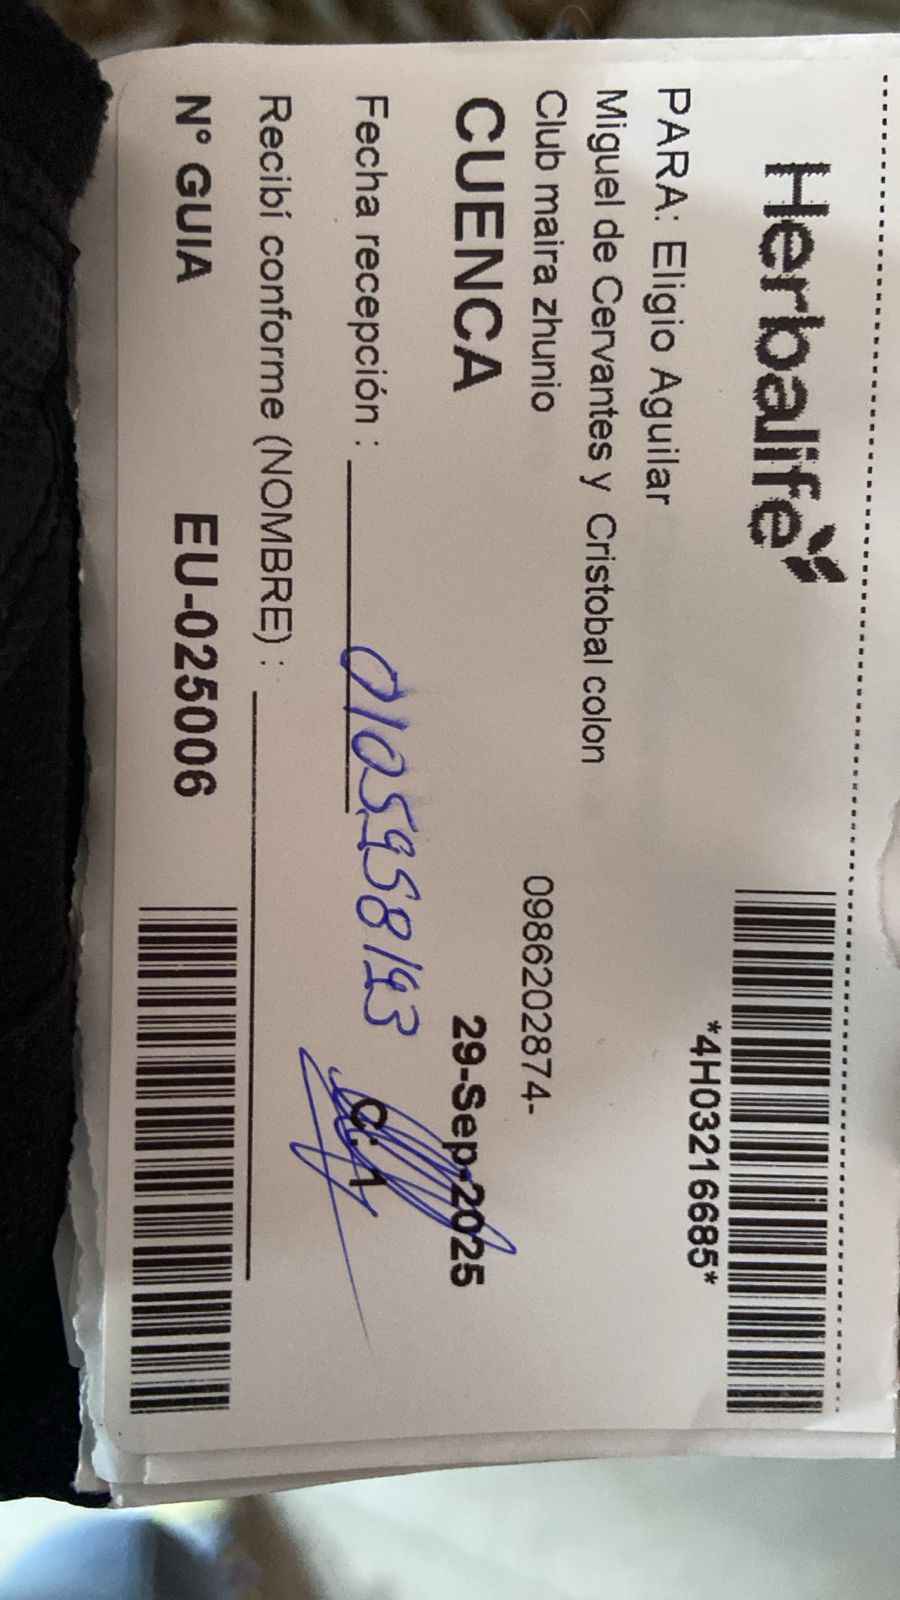 Herbalife
*4H03216685*
PARA: Eligio Aguilar
Miguel de Cervantes y Cristobal colon
Club maira zhunio 0986202874-
CUENCA 29-Sep-2025
Fecha recepción : 0105958193 C: 1
Recibí conforme (NOMBRE) :
N° GUIA EU-025006